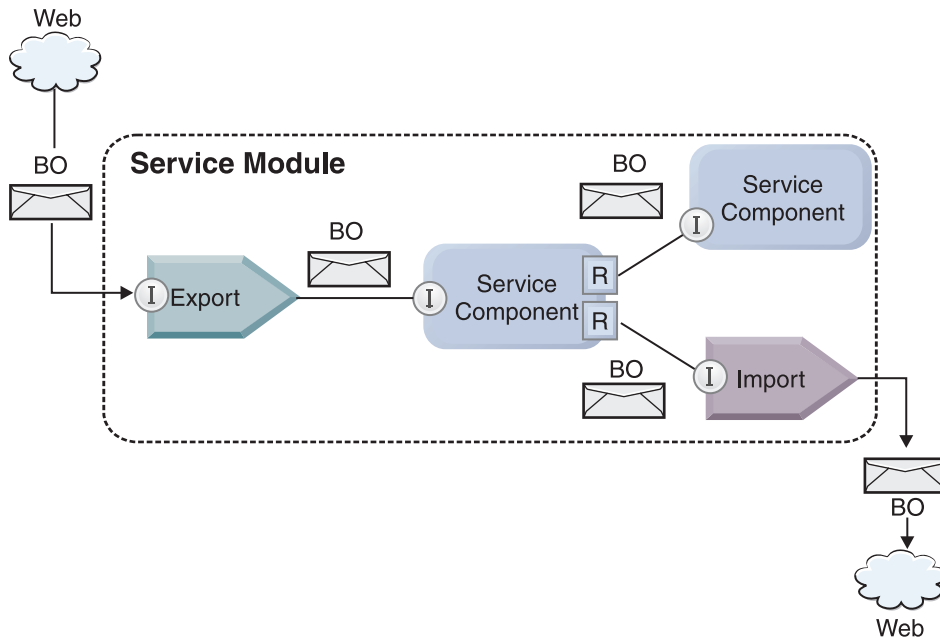 Web
BO
Service Module
BO
Service
Component
I
BO
I
Export
I
Service
Component
R
R
BO
I
Import
BO
Web